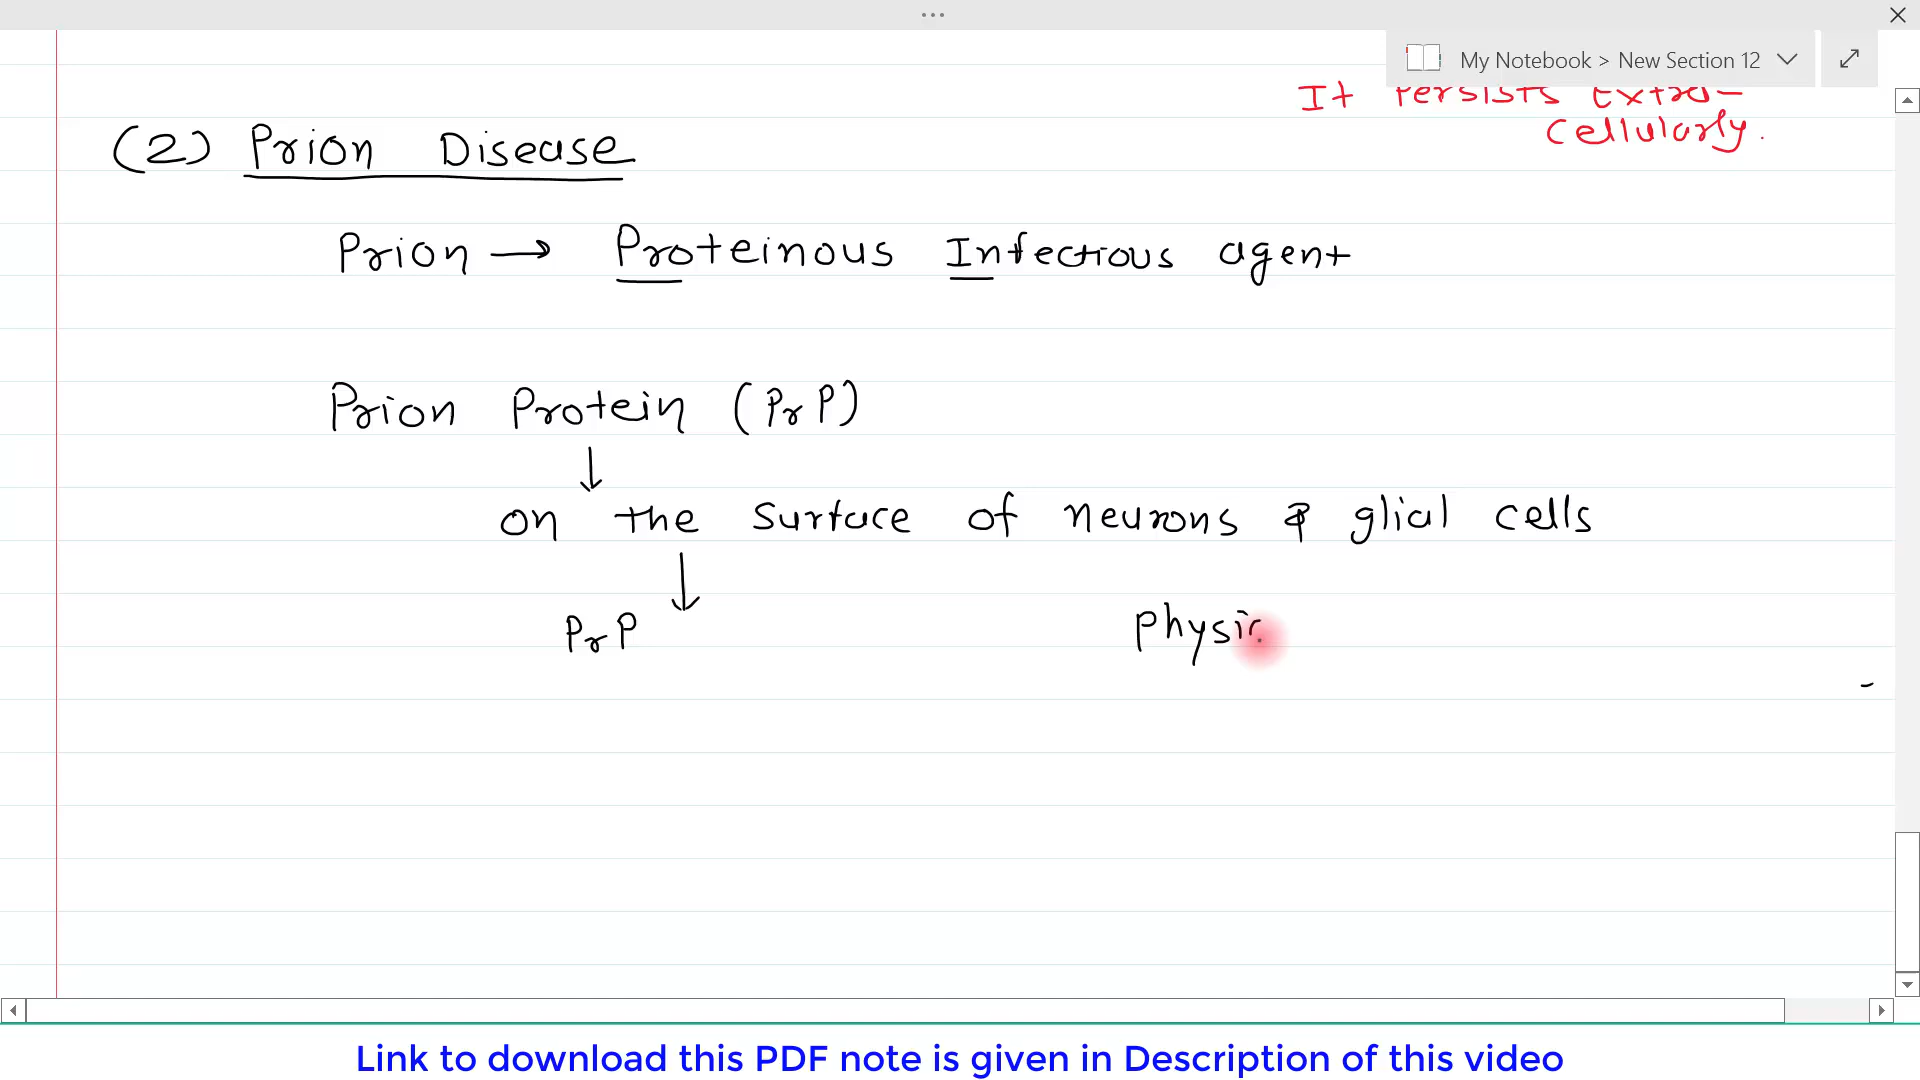 My Notebook > New Section 12
It Persists Extra-
Cellularly.
(2) Prion Disease
Prion → Proteinous Infectious agent
Prion Protein (PrP)
↓
on the surface of neurons & glial cells
↓
PrP Physic
Link to download this PDF note is given in Description of this video